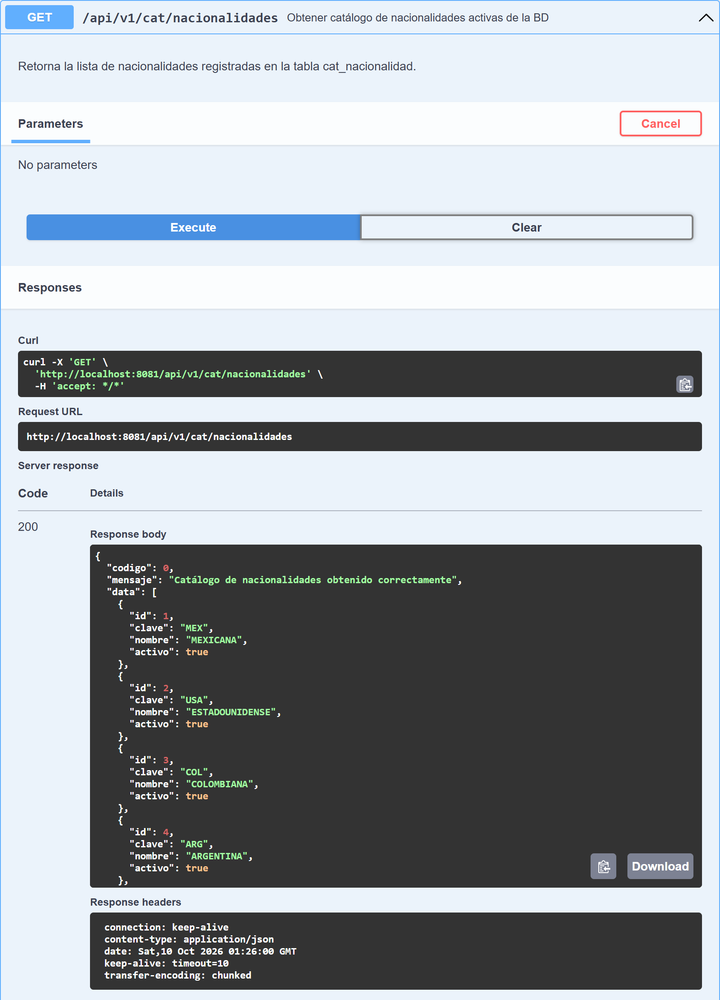 GET /api/v1/cat/nacionalidades Obtener catálogo de nacionalidades activas de la BD
Retorna la lista de nacionalidades registradas en la tabla cat_nacionalidad.
Parameters Cancel
No parameters
Execute Clear
Responses
Curl
curl -X 'GET' \
  'http://localhost:8081/api/v1/cat/nacionalidades' \
  -H 'accept: */*'
Request URL
http://localhost:8081/api/v1/cat/nacionalidades
Server response
Code Details
200
Response body
{
  "codigo": 0,
  "mensaje": "Catálogo de nacionalidades obtenido correctamente",
  "data": [
    {
      "id": 1,
      "clave": "MEX",
      "nombre": "MEXICANA",
      "activo": true
    },
    {
      "id": 2,
      "clave": "USA",
      "nombre": "ESTADOUNIDENSE",
      "activo": true
    },
    {
      "id": 3,
      "clave": "COL",
      "nombre": "COLOMBIANA",
      "activo": true
    },
    {
      "id": 4,
      "clave": "ARG",
      "nombre": "ARGENTINA",
      "activo": true
    },
Download
Response headers
connection: keep-alive
content-type: application/json
date: Sat,10 Oct 2026 01:26:00 GMT
keep-alive: timeout=10
transfer-encoding: chunked